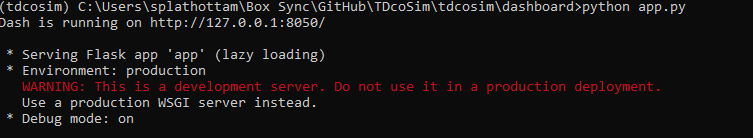 (tdcosim) C:\Users\splathottam\Box Sync\GitHub\TDcoSim\tdcosim\dashboard>python app.py
Dash is running on http://127.0.0.1:8050/
* Serving Flask app 'app' (lazy loading)
* Environment: production
WARNING: This is a development server. Do not use it in a production deployment.
Use a production WSGI server instead.
* Debug mode: on